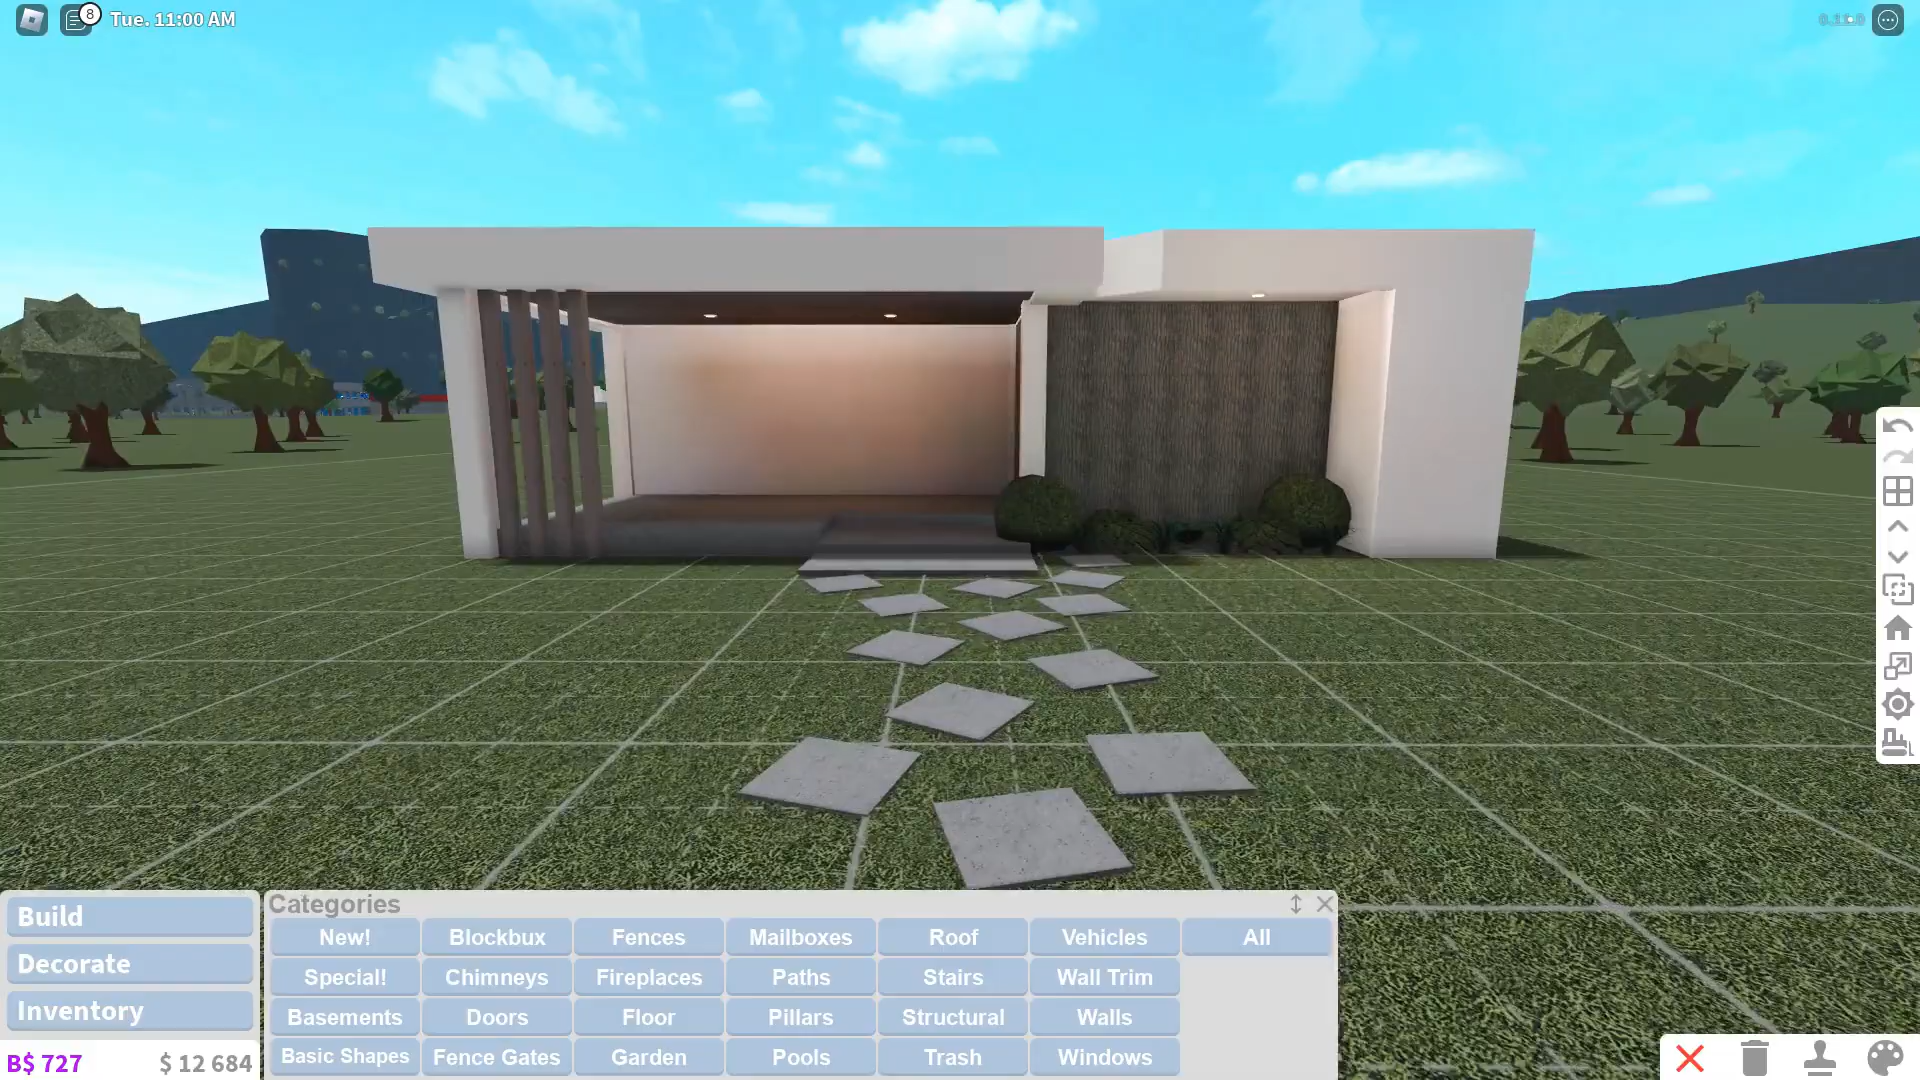 8
Tue. 11:00 AM
Build
Decorate
Inventory
B$ 727
$ 12 684
Categories
New! Blockbux Fences Mailboxes Roof Vehicles All
Special! Chimneys Fireplaces Paths Stairs Wall Trim
Basements Doors Floor Pillars Structural Walls
Basic Shapes Fence Gates Garden Pools Trash Windows